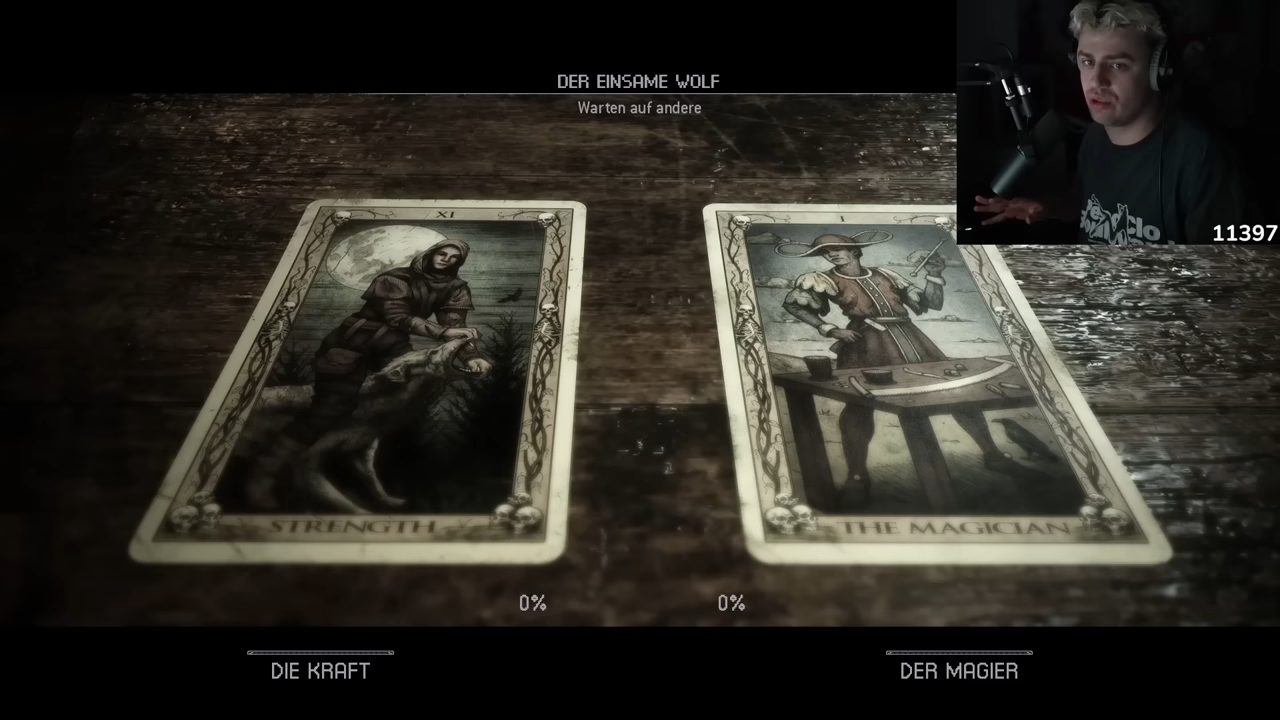 DER EINSAME WOLF
Warten auf andere
11397
XI
I
STRENGTH
THE MAGICIAN
0%
0%
DIE KRAFT
DER MAGIER